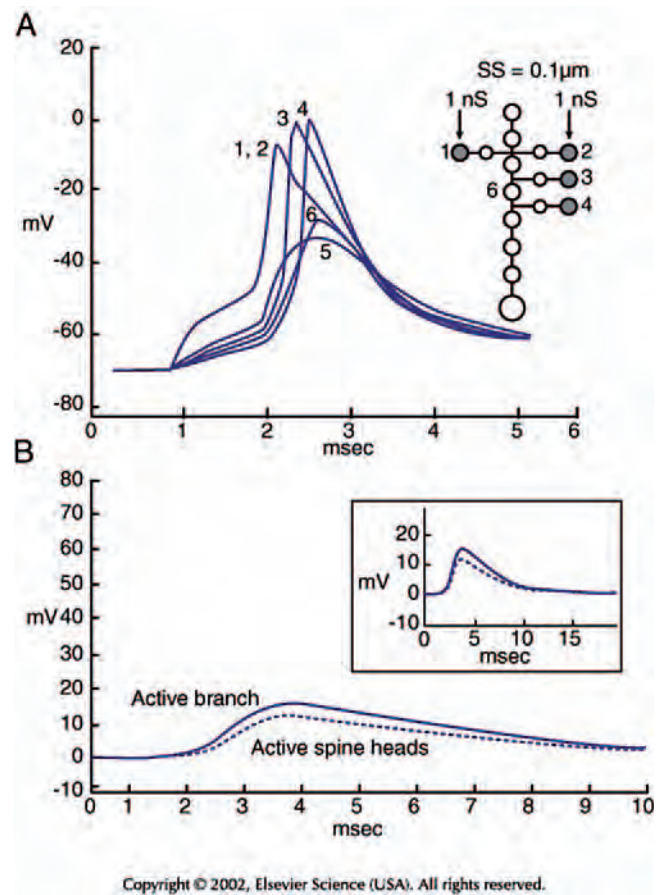 A
20
0
-20
mV
-40
-60
-80
0 1 2 3 4 5 6
msec
1, 2
3
4
6
5
SS = 0.1μm
1 nS 1 nS
1 2
3
6
4
B
80
70
60
50
mV40
30
20
10
0
-10
0 1 2 3 4 5 6 7 8 9 10
msec
Active branch
Active spine heads
20
10
mV
0
-10
0 5 10 15
msec
Copyright © 2002, Elsevier Science (USA). All rights reserved.